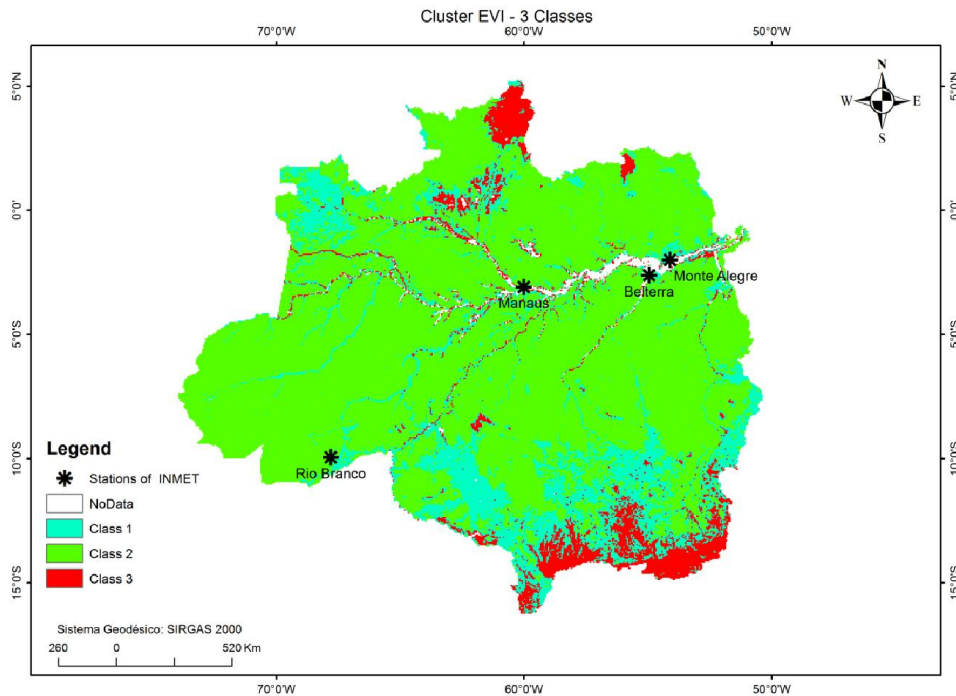 Cluster EVI - 3 Classes
70°0'W 60°0'W 50°0'W
N
W E
S
5°0'N 5°0'N
0°0' 0°0'
Monte Alegre
Belterra
Manaus
5°0'S 5°0'S
Legend
10°0'S 10°0'S
Stations of INMET
Rio Branco
NoData
Class 1
Class 2
Class 3
15°0'S 15°0'S
Sistema Geodésico: SIRGAS 2000
260 0 520 Km
70°0'W 60°0'W 50°0'W